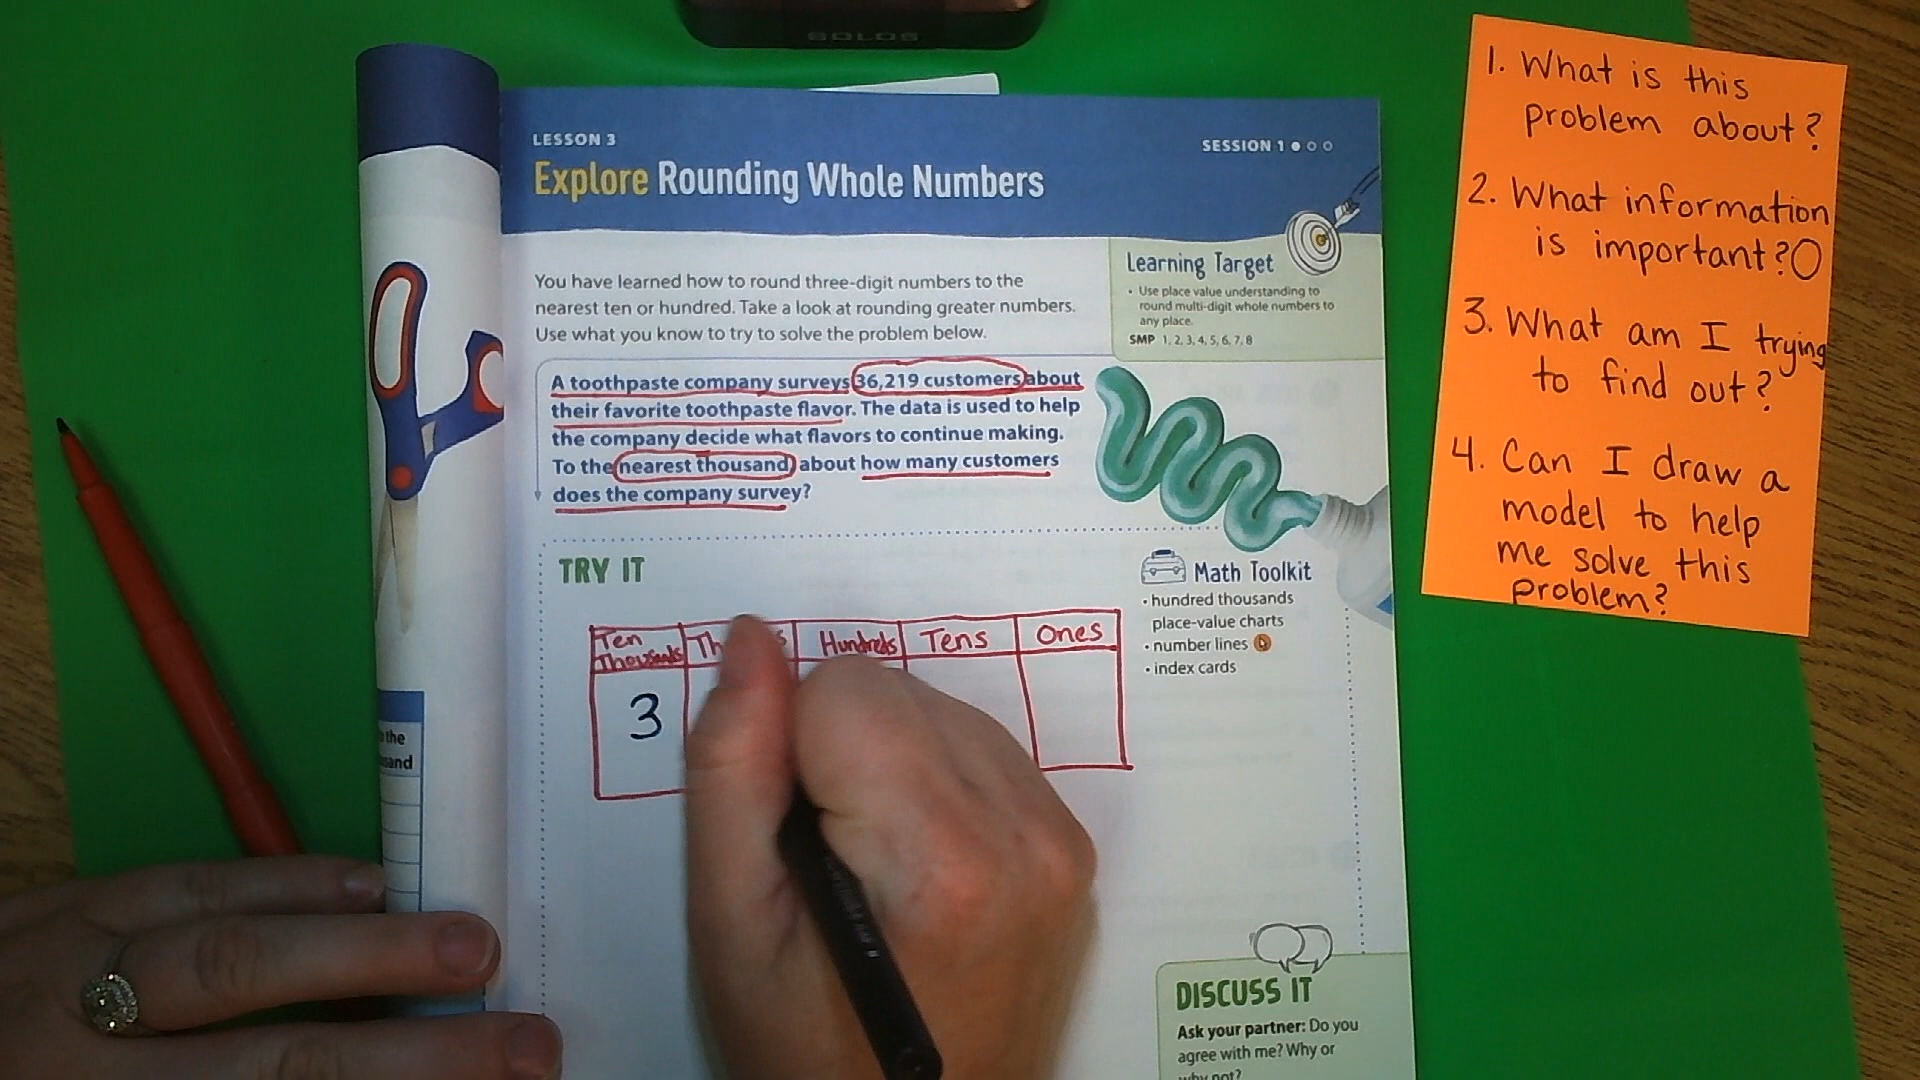 SOLOS
LESSON 3
SESSION 1
Explore Rounding Whole Numbers
You have learned how to round three-digit numbers to the
nearest ten or hundred. Take a look at rounding greater numbers.
Use what you know to try to solve the problem below.
Learning Target
• Use place value understanding to
round multi-digit whole numbers to
any place.
SMP 1, 2, 3, 4, 5, 6, 7, 8
A toothpaste company surveys 36,219 customers about
their favorite toothpaste flavor. The data is used to help
the company decide what flavors to continue making.
To the nearest thousand about how many customers
does the company survey?
TRY IT
Math Toolkit
• hundred thousands
place-value charts
• number lines
• index cards
Ten
Thousands
Hundreds
Tens
Ones
3
the
DISCUSS IT
Ask your partner: Do you
agree with me? Why or
why not?
1. What is this
problem about?
2. What information
is important?
3. What am I trying
to find out?
4. Can I draw a
model to help
me solve this
problem?